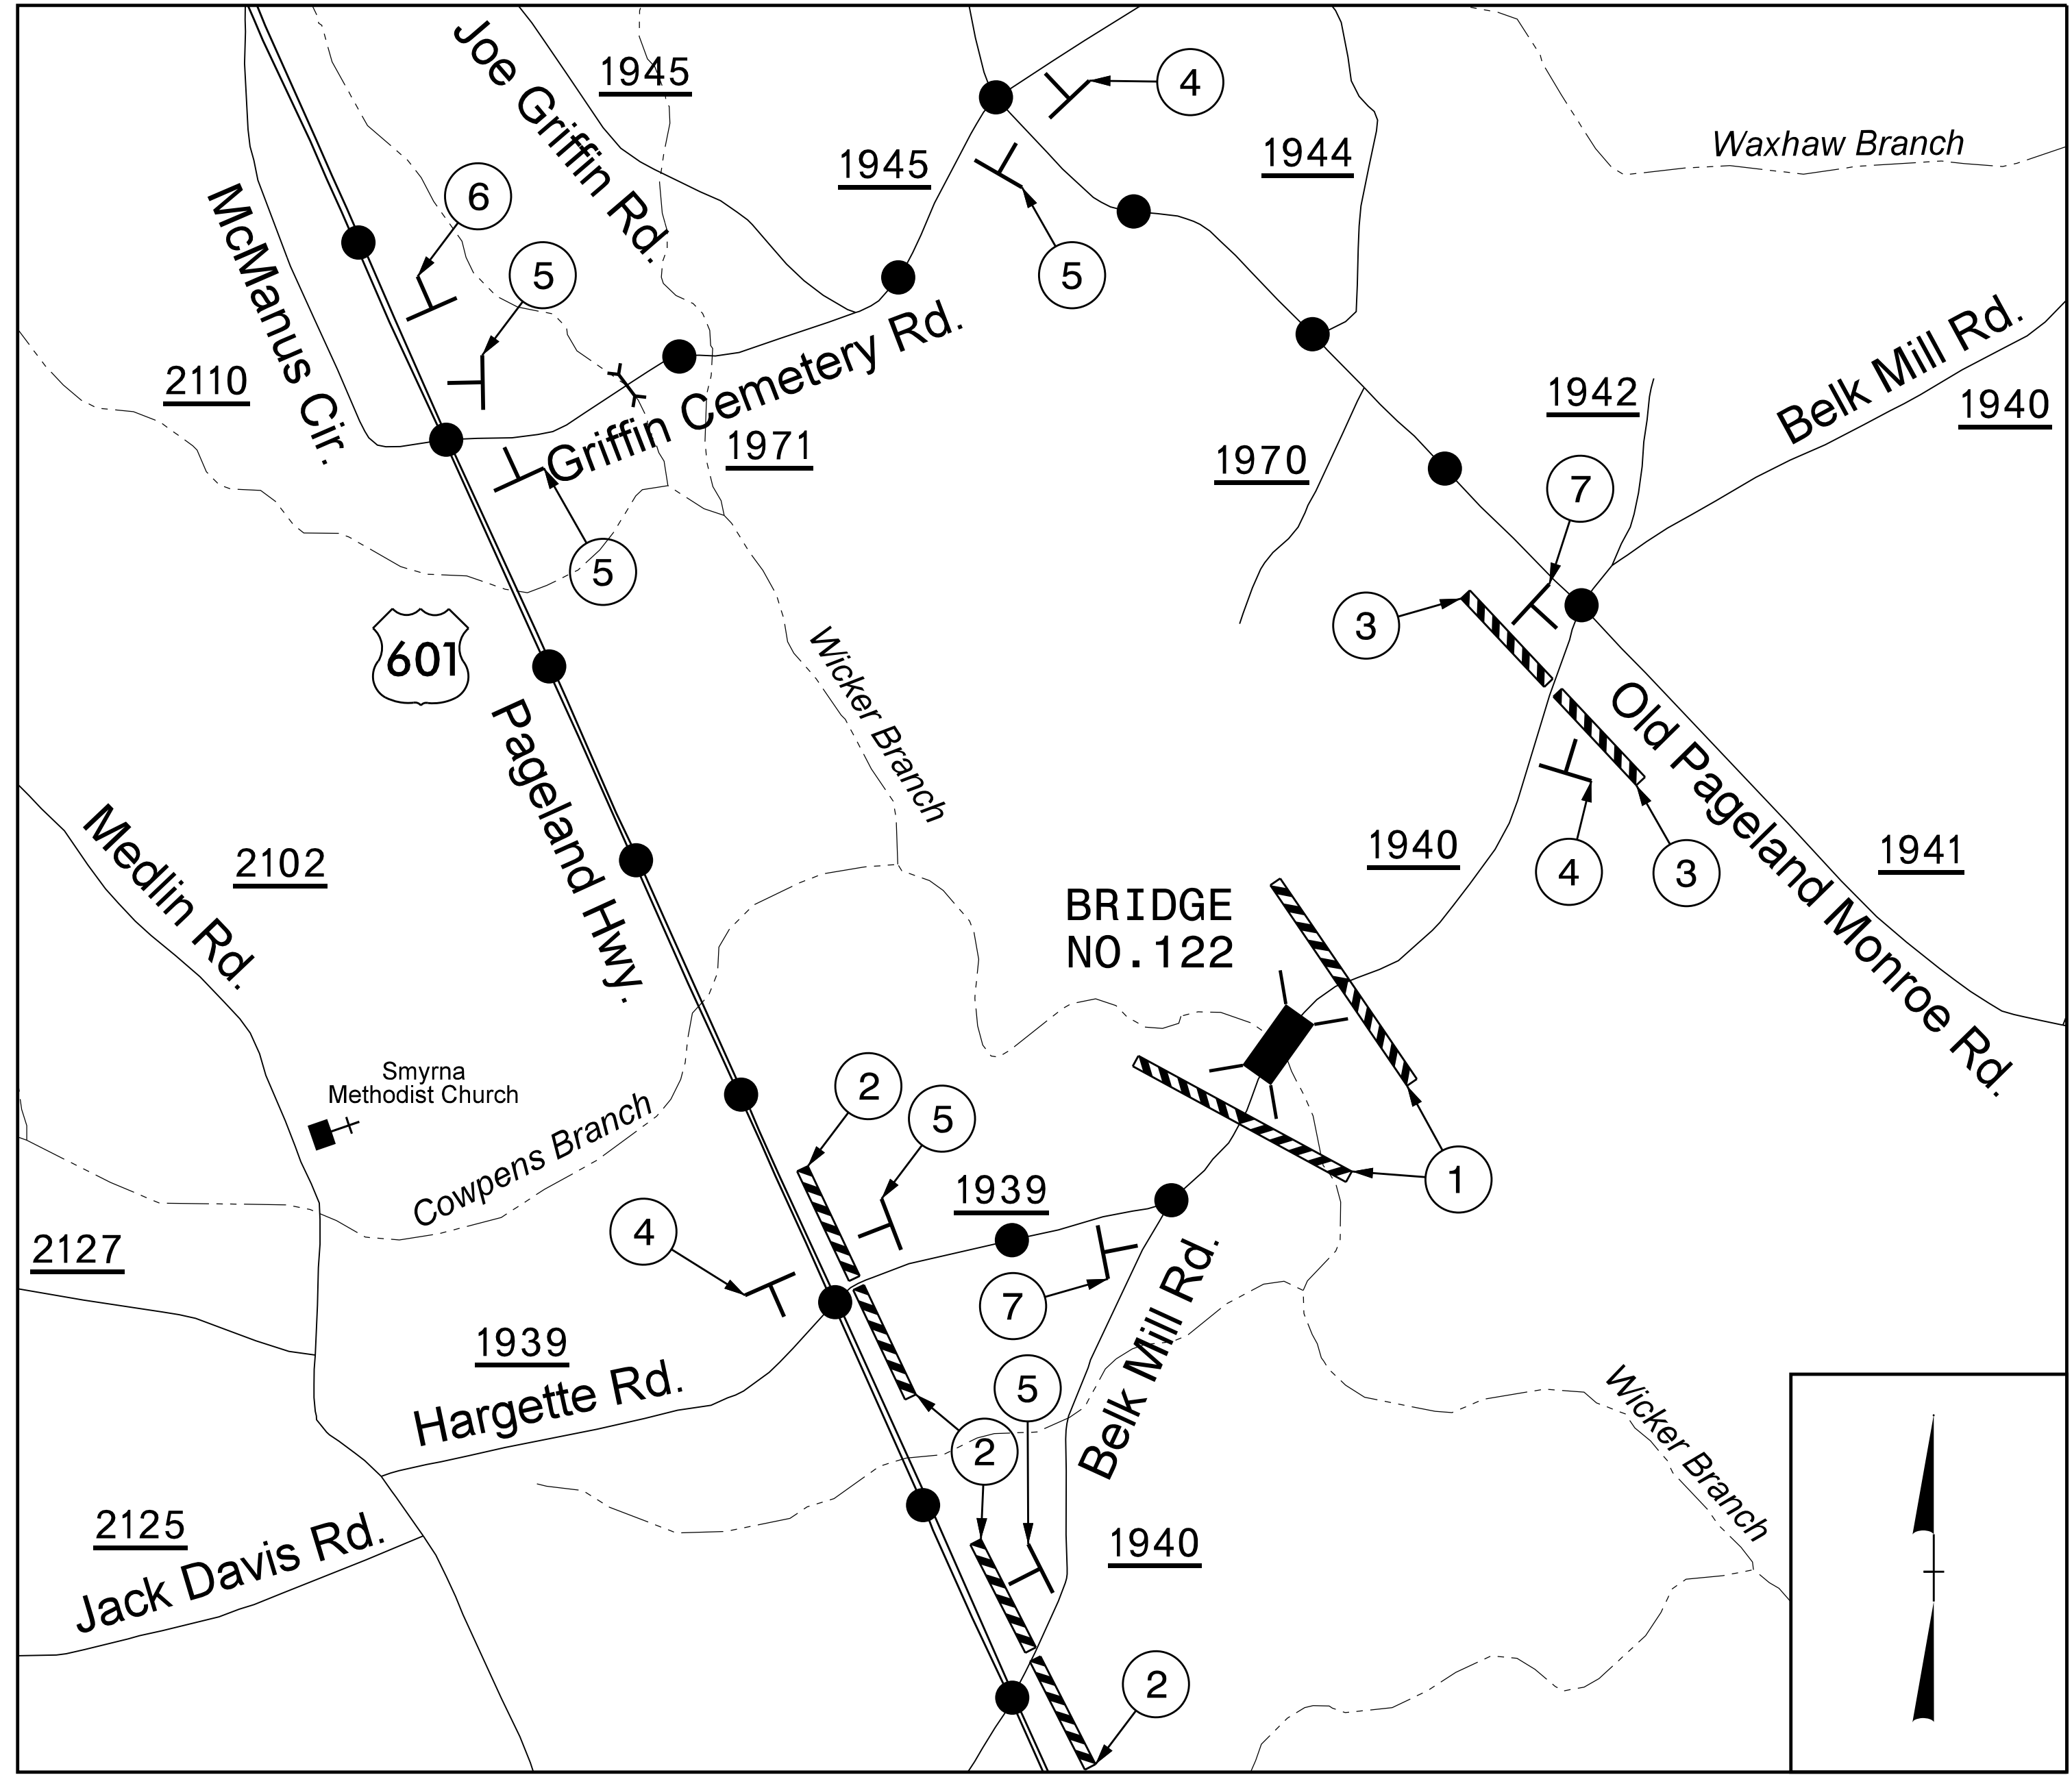 Joe Griffin Rd.
1945
4
1945
1944
Waxhaw Branch
6
5
5
McManus Cir.
2110
Griffin Cemetery Rd.
1971
1942
Belk Mill Rd.
1940
1970
7
5
3
601
Wicker Branch
Pageland Hwy.
Old Pageland Monroe Rd.
Medlin Rd.
2102
1940
4
3
1941
BRIDGE
NO.122
Smyrna
Methodist Church
Cowpens Branch
2
5
1
4
1939
2127
7
Belk Mill Rd.
1939
Hargette Rd.
5
2
Wicker Branch
2125
Jack Davis Rd.
1940
2